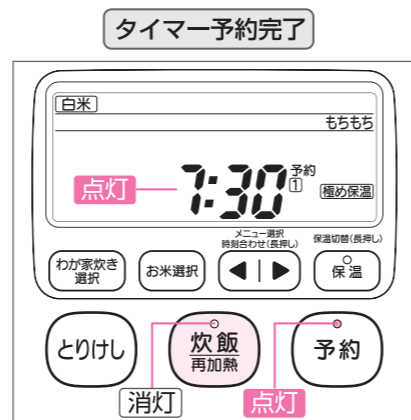 タイマー予約完了
白米
もちもち
点灯
7:30
予約
1
極め保温
メニュー選択
時刻合わせ(長押し)
保温切替(長押し)
わが家炊き
選択
お米選択
◀ | ▶
保温
とりけし
炊飯
再加熱
予約
消灯
点灯